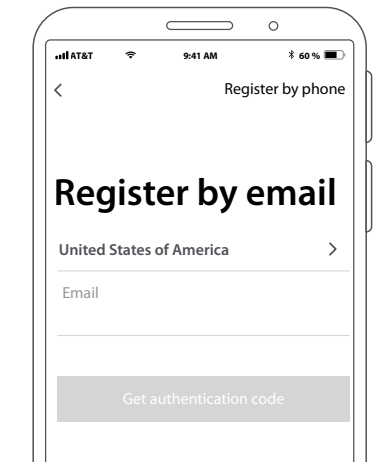 AT&T 9:41 AM 60 %
Register by phone
Register by email
United States of America
Email
Get authentication code